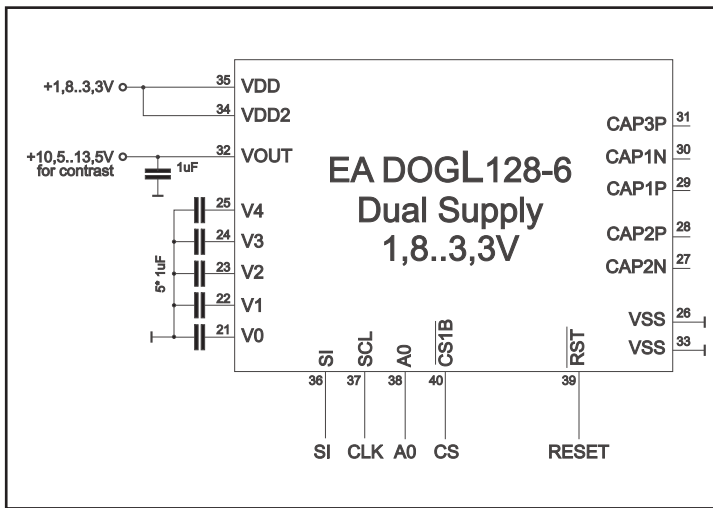 +1,8..3,3V
35
VDD
34
VDD2
+10,5..13,5V
for contrast
1uF
32
VOUT
25
V4
24
V3
23
V2
22
V1
21
V0
5* 1uF
EA DOGL128-6
Dual Supply
1,8..3,3V
CAP3P
31
CAP1N
30
CAP1P
29
CAP2P
28
CAP2N
27
VSS
26
VSS
33
SI
SCL
A0
CS1B
RST
36
37
38
40
39
SI
CLK
A0
CS
RESET